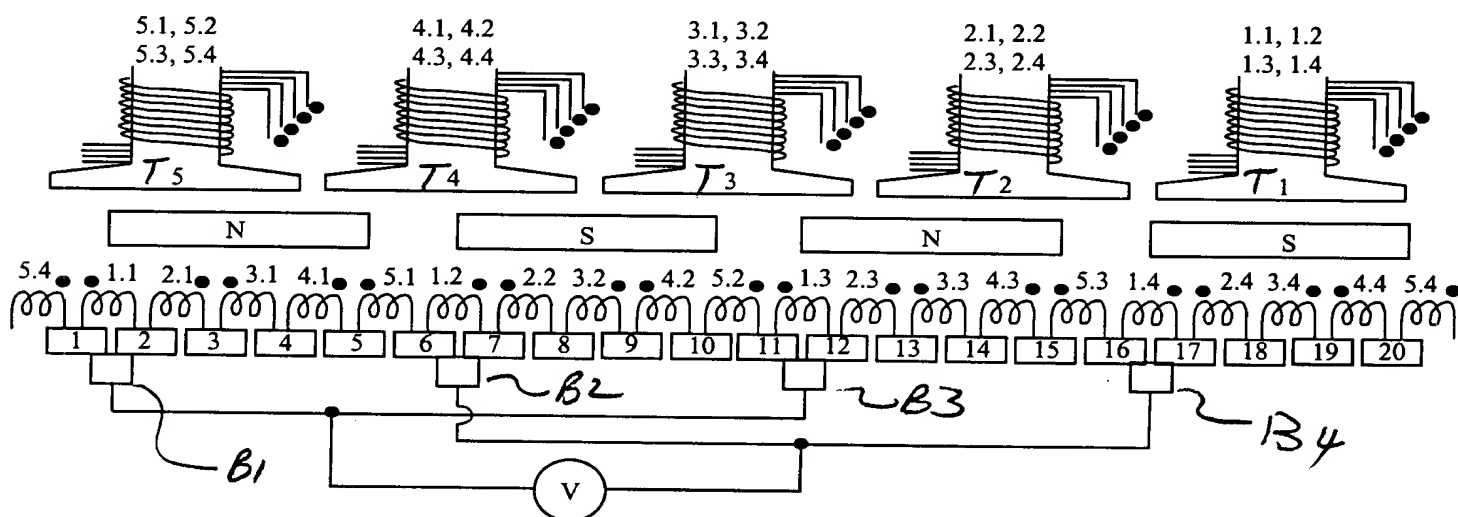 5.1, 5.2 4.1, 4.2 3.1, 3.2 2.1, 2.2 1.1, 1.2
5.3, 5.4 4.3, 4.4 3.3, 3.4 2.3, 2.4 1.3, 1.4
T5 T4 T3 T2 T1
N S N S
5.4 1.1 2.1 3.1 4.1 5.1 1.2 2.2 3.2 4.2 5.2 1.3 2.3 3.3 4.3 5.3 1.4 2.4 3.4 4.4 5.4
1 2 3 4 5 6 7 8 9 10 11 12 13 14 15 16 17 18 19 20
B2 B3 B4
B1
V